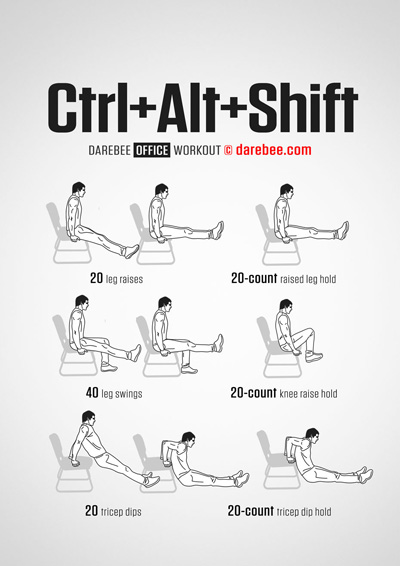 Ctrl+Alt+Shift
DAREBEE OFFICE WORKOUT © darebee.com
20 leg raises
20-count raised leg hold
40 leg swings
20-count knee raise hold
20 tricep dips
20-count tricep dip hold